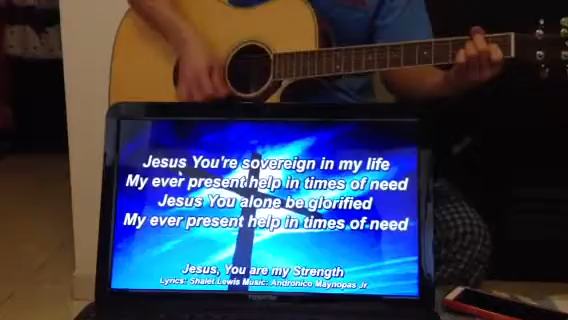 Jesus You're sovereign in my life
My ever present help in times of need
Jesus You alone be glorified
My ever present help in times of need
Jesus, You are my Strength
Lyrics: Shalet Lewis Music: Andronico Maynopas Jr.
TOSHIBA